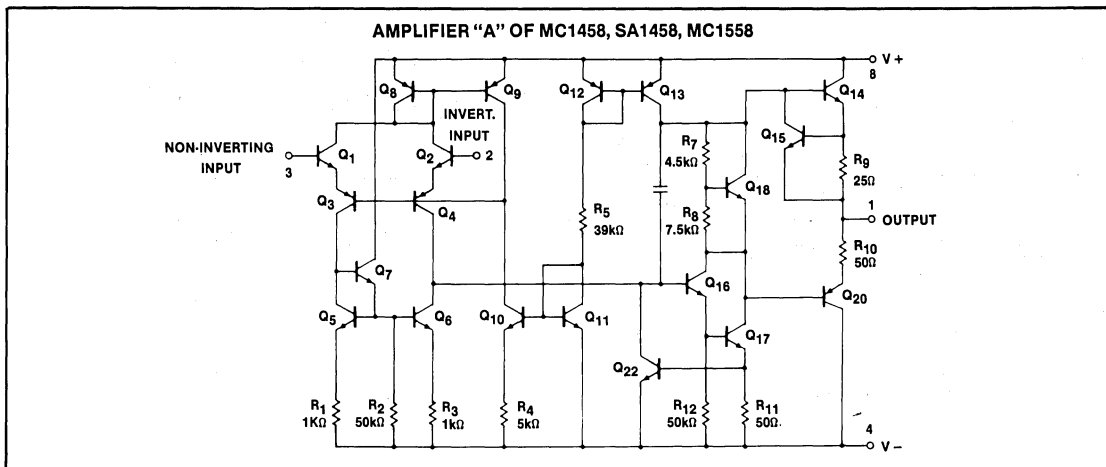 AMPLIFIER “A” OF MC1458, SA1458, MC1558
V +
8
Q8
Q9
Q12
Q13
Q14
INVERT.
INPUT
Q15
NON-INVERTING
INPUT
3
Q1
Q2
2
R7
4.5kΩ
R9
25Ω
Q18
Q3
Q4
R5
39kΩ
R8
7.5kΩ
1
OUTPUT
R10
50Ω
Q7
Q16
Q20
Q5
Q6
Q10
Q11
Q17
Q22
R1
1KΩ
R2
50kΩ
R3
1kΩ
R4
5kΩ
R12
50kΩ
R11
50Ω.
4
V –